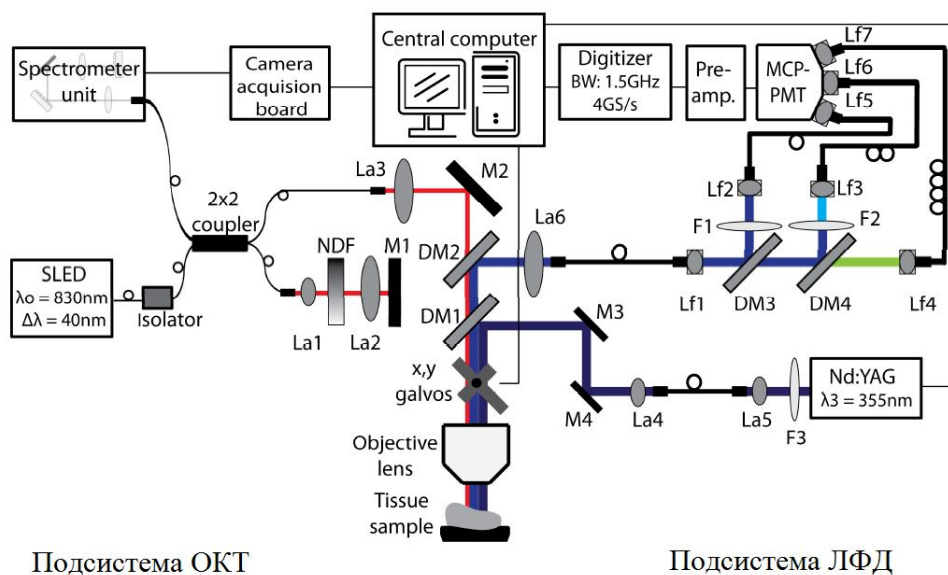 Spectrometer
unit
Camera
acquision
board
Central computer
Digitizer
BW: 1.5GHz
4GS/s
Pre-
amp.
MCP-
PMT
Lf7
Lf6
Lf5
La3
M2
2x2
coupler
NDF
M1
DM2
La6
Lf2
Lf3
F1
F2
SLED
λo = 830nm
Δλ = 40nm
Isolator
La1
La2
DM1
Lf1
DM3
DM4
Lf4
M3
x,y
galvos
M4
La4
La5
F3
Nd:YAG
λ3 = 355nm
Objective
lens
Tissue
sample
Подсистема ОКТ
Подсистема ЛФД